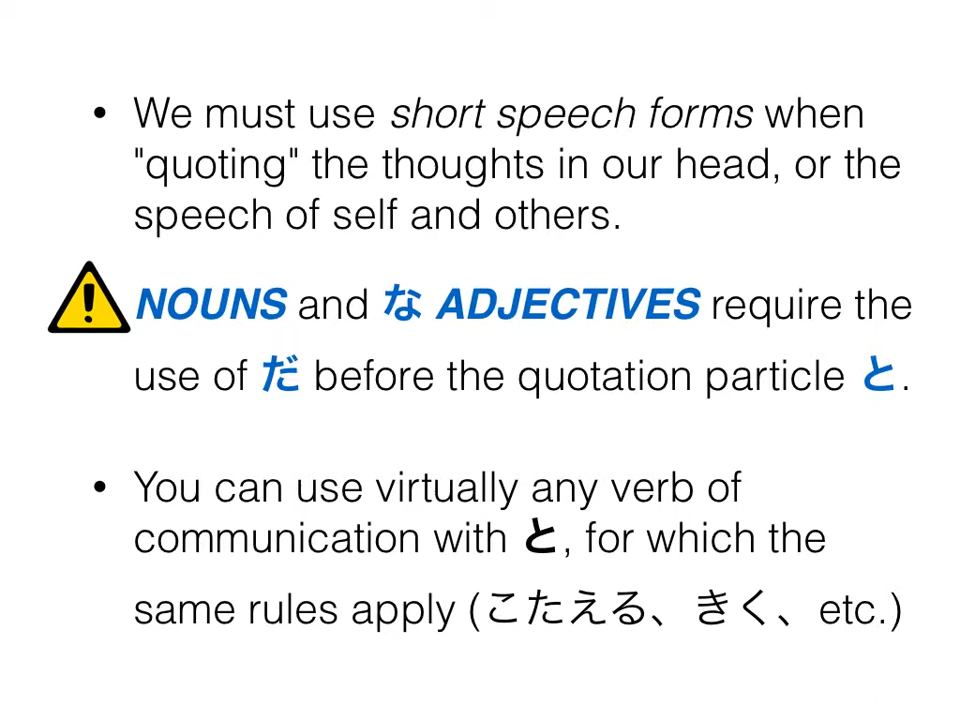 • We must use short speech forms when
"quoting" the thoughts in our head, or the
speech of self and others.
NOUNS and な ADJECTIVES require the
use of だ before the quotation particle と.
• You can use virtually any verb of
communication with と, for which the
same rules apply (こたえる、きく、etc.)